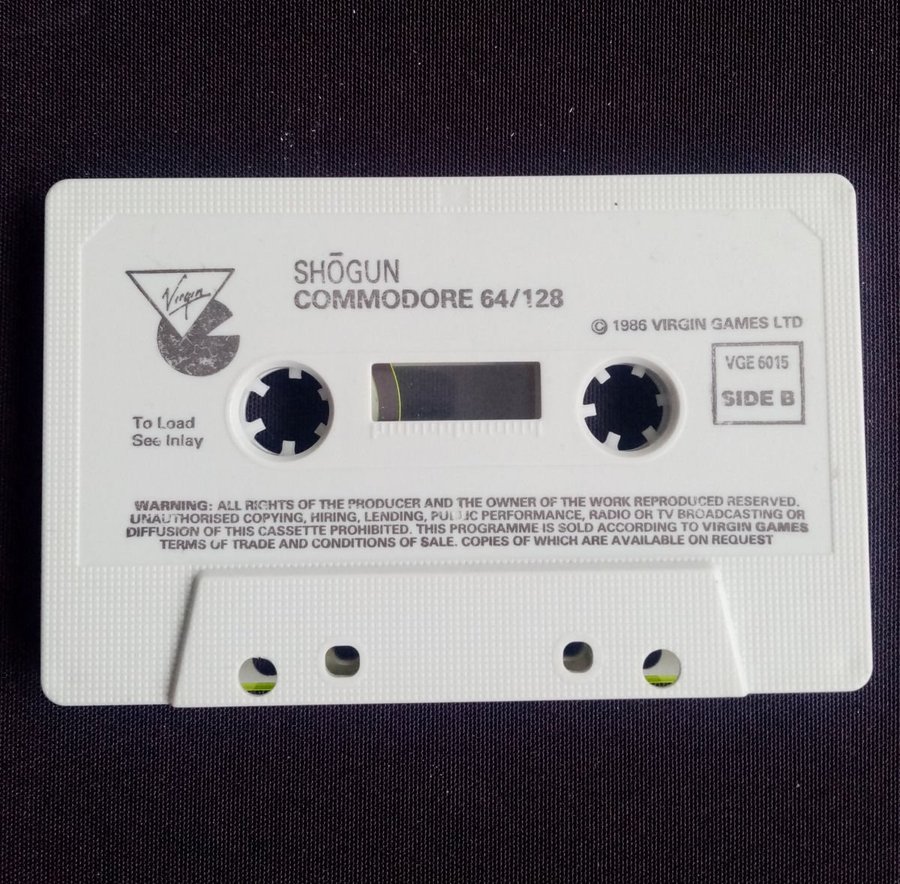 SHŌGUN
COMMODORE 64/128
Virgin
© 1986 VIRGIN GAMES LTD
VGE 6015
SIDE B
To Load
See Inlay
WARNING: ALL RIGHTS OF THE PRODUCER AND THE OWNER OF THE WORK REPRODUCED RESERVED.
UNAUTHORISED COPYING, HIRING, LENDING, PUBLIC PERFORMANCE, RADIO OR TV BROADCASTING OR
DIFFUSION OF THIS CASSETTE PROHIBITED. THIS PROGRAMME IS SOLD ACCORDING TO VIRGIN GAMES
TERMS OF TRADE AND CONDITIONS OF SALE. COPIES OF WHICH ARE AVAILABLE ON REQUEST